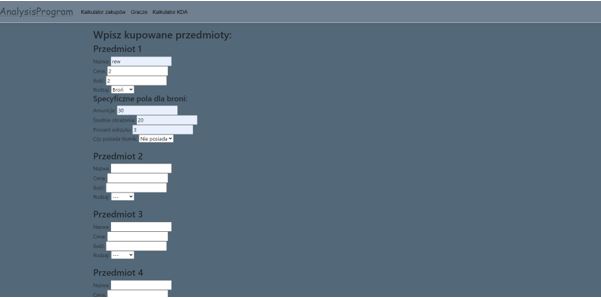 AnalysisProgram Kalkulator zakupów Gracze Kalkulator KDA
Wpisz kupowane przedmioty:
Przedmiot 1
Nazwa: rew
Cena: 2
Ilość: 2
Rodzaj: Broń
Specyficzne pola dla broni:
Amunicja: 30
Średnie obrażenia: 20
Procent odrzutu: 3
Czy posiada tłumik: Nie posiada
Przedmiot 2
Nazwa:
Cena:
Ilość:
Rodzaj: ---
Przedmiot 3
Nazwa:
Cena:
Ilość:
Rodzaj: ---
Przedmiot 4
Nazwa:
Cena: